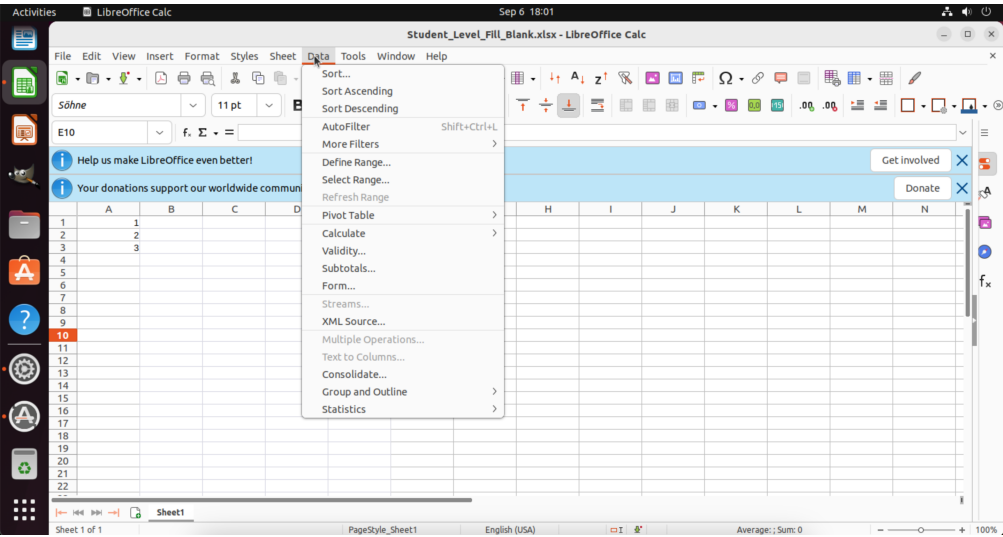 Activities LibreOffice Calc Sep 6 18:01
Student_Level_Fill_Blank.xlsx - LibreOffice Calc
File Edit View Insert Format Styles Sheet Data Tools Window Help
Söhne 11 pt B
E10
Help us make LibreOffice even better! Get involved
Your donations support our worldwide communi Donate
A B C D H I J K L M N
1 1
2 2
3 3
4
5
6
7
8
9
10
11
12
13
14
15
16
17
18
19
20
21
22
Sort...
Sort Ascending
Sort Descending
AutoFilter Shift+Ctrl+L
More Filters
Define Range...
Select Range...
Refresh Range
Pivot Table
Calculate
Validity...
Subtotals...
Form...
Streams...
XML Source...
Multiple Operations...
Text to Columns...
Consolidate...
Group and Outline
Statistics
Sheet1
Sheet 1 of 1 PageStyle_Sheet1 English (USA) Average: ; Sum: 0 100%